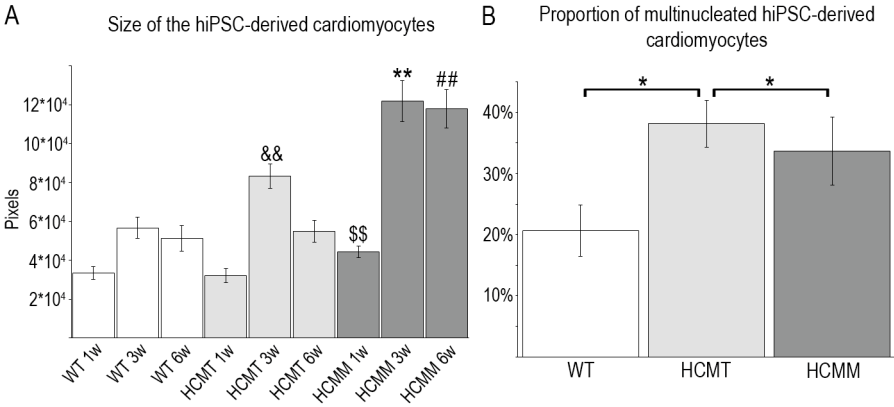 A
Size of the hiPSC-derived cardiomyocytes
Pixels
12*10⁴
10*10⁴
8*10⁴
6*10⁴
4*10⁴
2*10⁴
&&
$$
**
##
WT 1w
WT 3w
WT 6w
HCMT 1w
HCMT 3w
HCMT 6w
HCMM 1w
HCMM 3w
HCMM 6w
B
Proportion of multinucleated hiPSC-derived
cardiomyocytes
40%
30%
20%
10%
*
*
WT
HCMT
HCMM